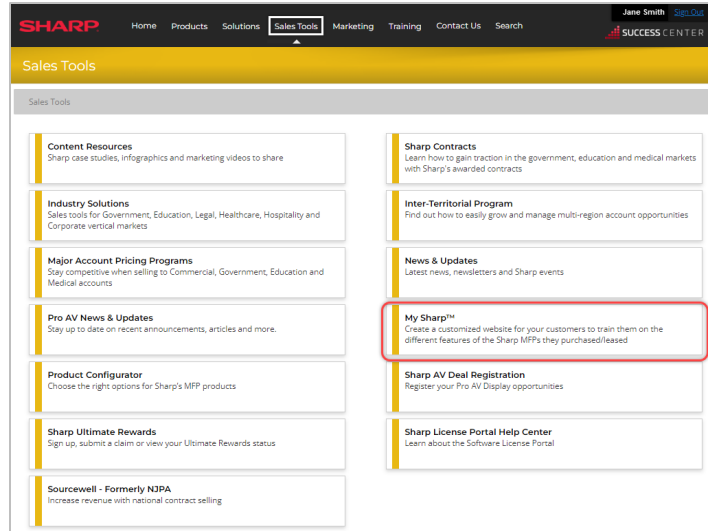 Jane Smith Sign Out
SHARP Home Products Solutions Sales Tools Marketing Training Contact Us Search
SUCCESS CENTER
Sales Tools
Sales Tools
Content Resources
Sharp case studies, infographics and marketing videos to share
Sharp Contracts
Learn how to gain traction in the government, education and medical markets
with Sharp's awarded contracts
Industry Solutions
Sales tools for Government, Education, Legal, Healthcare, Hospitality and
Corporate vertical markets
Inter-Territorial Program
Find out how to easily grow and manage multi-region account opportunities
Major Account Pricing Programs
Stay competitive when selling to Commercial, Government, Education and
Medical accounts
News & Updates
Latest news, newsletters and Sharp events
Pro AV News & Updates
Stay up to date on recent announcements, articles and more.
My Sharp™
Create a customized website for your customers to train them on the
different features of the Sharp MFPs they purchased/leased
Product Configurator
Choose the right options for Sharp's MFP products
Sharp AV Deal Registration
Register your Pro AV Display opportunities
Sharp Ultimate Rewards
Sign up, submit a claim or view your Ultimate Rewards status
Sharp License Portal Help Center
Learn about the Software License Portal
Sourcewell - Formerly NJPA
Increase revenue with national contract selling